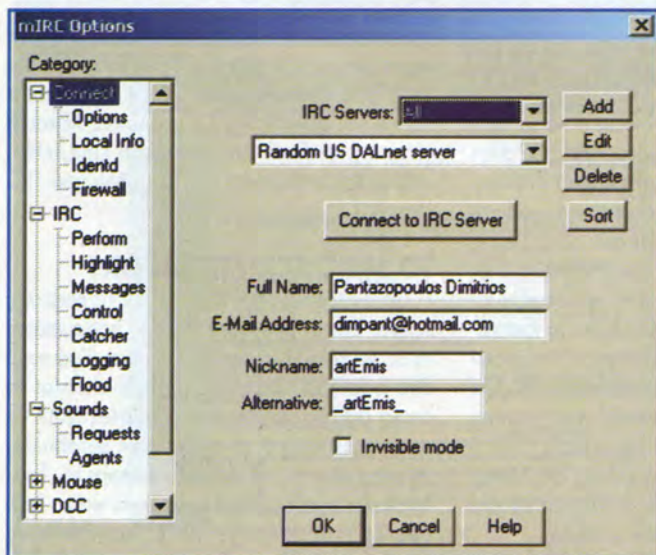 mIRC Options
Category:
Connect
Options
Local Info
Identd
Firewall
IRC
Perform
Highlight
Messages
Control
Catcher
Logging
Flood
Sounds
Requests
Agents
Mouse
DCC
IRC Servers: All
Add
Random US DALnet server
Edit
Delete
Connect to IRC Server
Sort
Full Name: Pantazopoulos Dimitrios
E-Mail Address: dimpant@hotmail.com
Nickname: artEmis
Alternative: _artEmis_
Invisible mode
OK
Cancel
Help